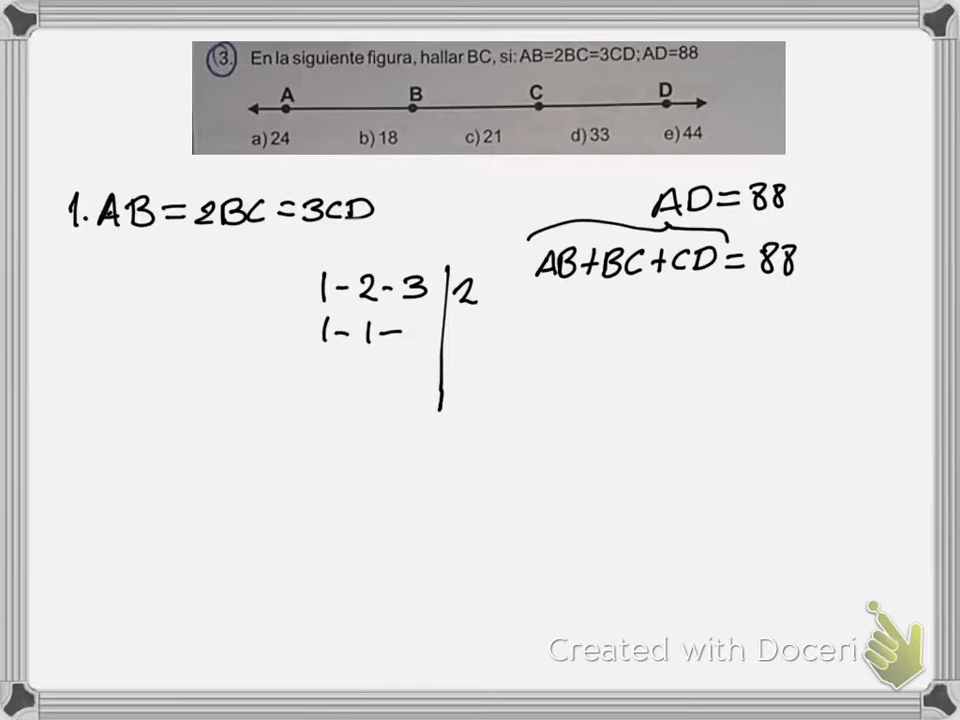 3. En la siguiente figura, hallar BC, si: AB=2BC=3CD; AD=88
A B C D
a) 24 b) 18 c) 21 d) 33 e) 44
1. AB = 2BC = 3CD
AD = 88
AB+BC+CD = 88
1 - 2 - 3 | 2
1 - 1 -
Created with Doceri